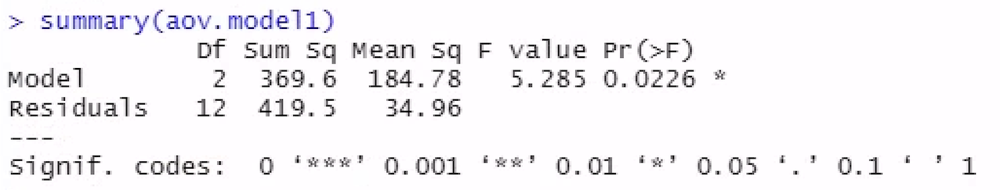 > summary(aov.model1)
            Df Sum Sq Mean Sq F value Pr(>F)
Model        2  369.6  184.78   5.285 0.0226 *
Residuals   12  419.5   34.96
---
Signif. codes:  0 ‘***’ 0.001 ‘**’ 0.01 ‘*’ 0.05 ‘.’ 0.1 ‘ ’ 1